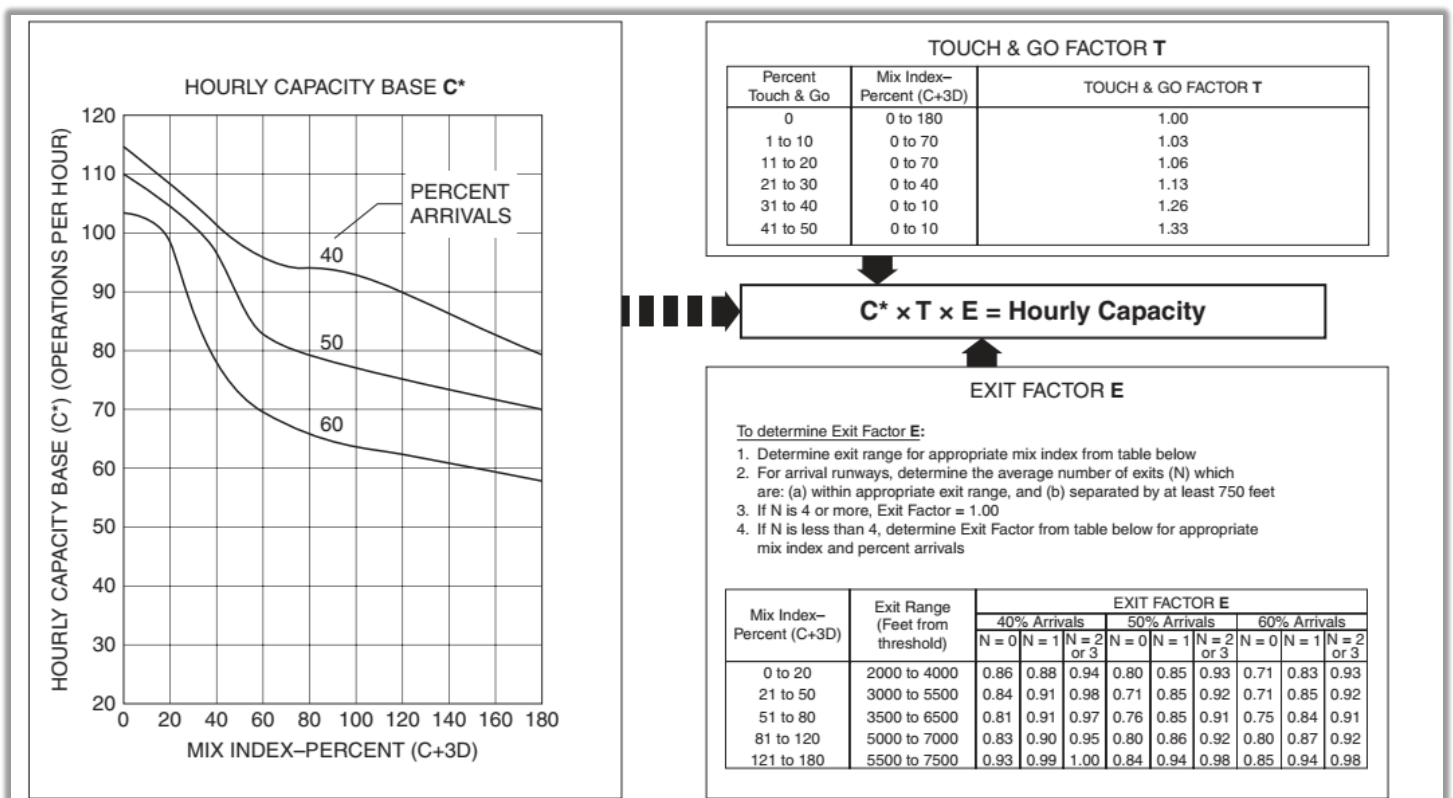 HOURLY CAPACITY BASE C*
HOURLY CAPACITY BASE (C*) (OPERATIONS PER HOUR)
120
110
100
90
80
70
60
50
40
30
20
PERCENT
ARRIVALS
40
50
60
0 20 40 60 80 100 120 140 160 180
MIX INDEX–PERCENT (C+3D)
TOUCH & GO FACTOR T
Percent Touch & Go Mix Index– Percent (C+3D) TOUCH & GO FACTOR T
0 0 to 180 1.00
1 to 10 0 to 70 1.03
11 to 20 0 to 70 1.06
21 to 30 0 to 40 1.13
31 to 40 0 to 10 1.26
41 to 50 0 to 10 1.33
C* × T × E = Hourly Capacity
EXIT FACTOR E
To determine Exit Factor E:
1. Determine exit range for appropriate mix index from table below
2. For arrival runways, determine the average number of exits (N) which
are: (a) within appropriate exit range, and (b) separated by at least 750 feet
3. If N is 4 or more, Exit Factor = 1.00
4. If N is less than 4, determine Exit Factor from table below for appropriate
mix index and percent arrivals
Mix Index– Percent (C+3D) Exit Range (Feet from threshold) EXIT FACTOR E
40% Arrivals 50% Arrivals 60% Arrivals
N = 0 N = 1 N = 2 or 3 N = 0 N = 1 N = 2 or 3 N = 0 N = 1 N = 2 or 3
0 to 20 2000 to 4000 0.86 0.88 0.94 0.80 0.85 0.93 0.71 0.83 0.93
21 to 50 3000 to 5500 0.84 0.91 0.98 0.71 0.85 0.92 0.71 0.85 0.92
51 to 80 3500 to 6500 0.81 0.91 0.97 0.76 0.85 0.91 0.75 0.84 0.91
81 to 120 5000 to 7000 0.83 0.90 0.95 0.80 0.86 0.92 0.80 0.87 0.92
121 to 180 5500 to 7500 0.93 0.99 1.00 0.84 0.94 0.98 0.85 0.94 0.98